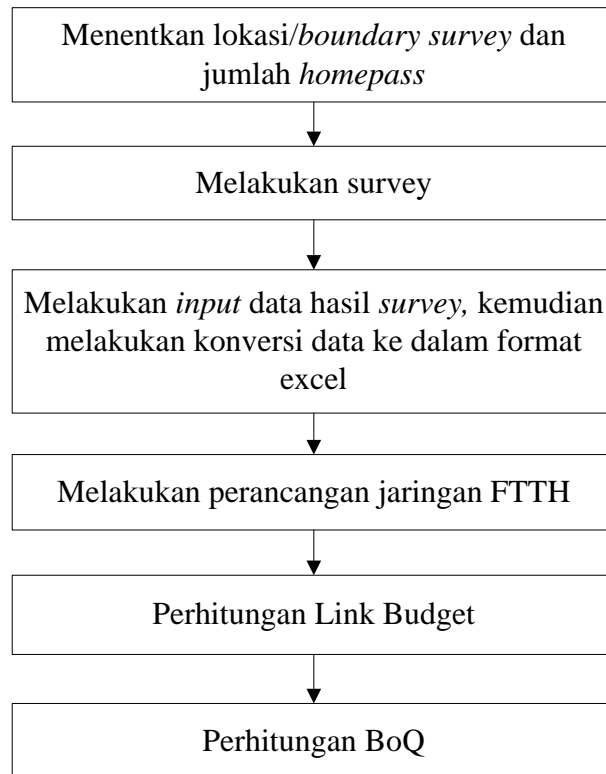 Menentkan lokasi/boundary survey dan
jumlah homepass
Melakukan survey
Melakukan input data hasil survey, kemudian
melakukan konversi data ke dalam format
excel
Melakukan perancangan jaringan FTTH
Perhitungan Link Budget
Perhitungan BoQ